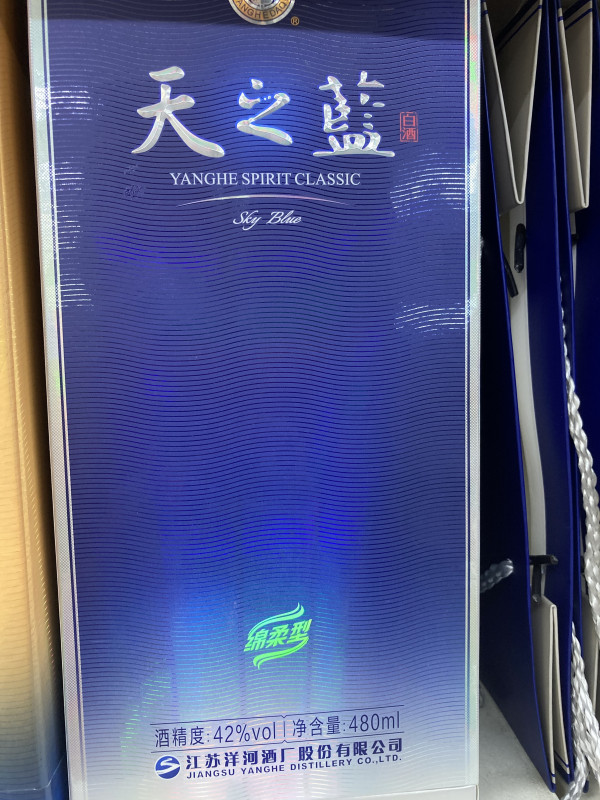 YANGHEDAQU
®
天之藍
白酒
YANGHE SPIRIT CLASSIC
Sky Blue
绵柔型
酒精度:42%vol 净含量:480ml
江苏洋河酒厂股份有限公司
JIANGSU YANGHE DISTILLERY CO.,LTD.